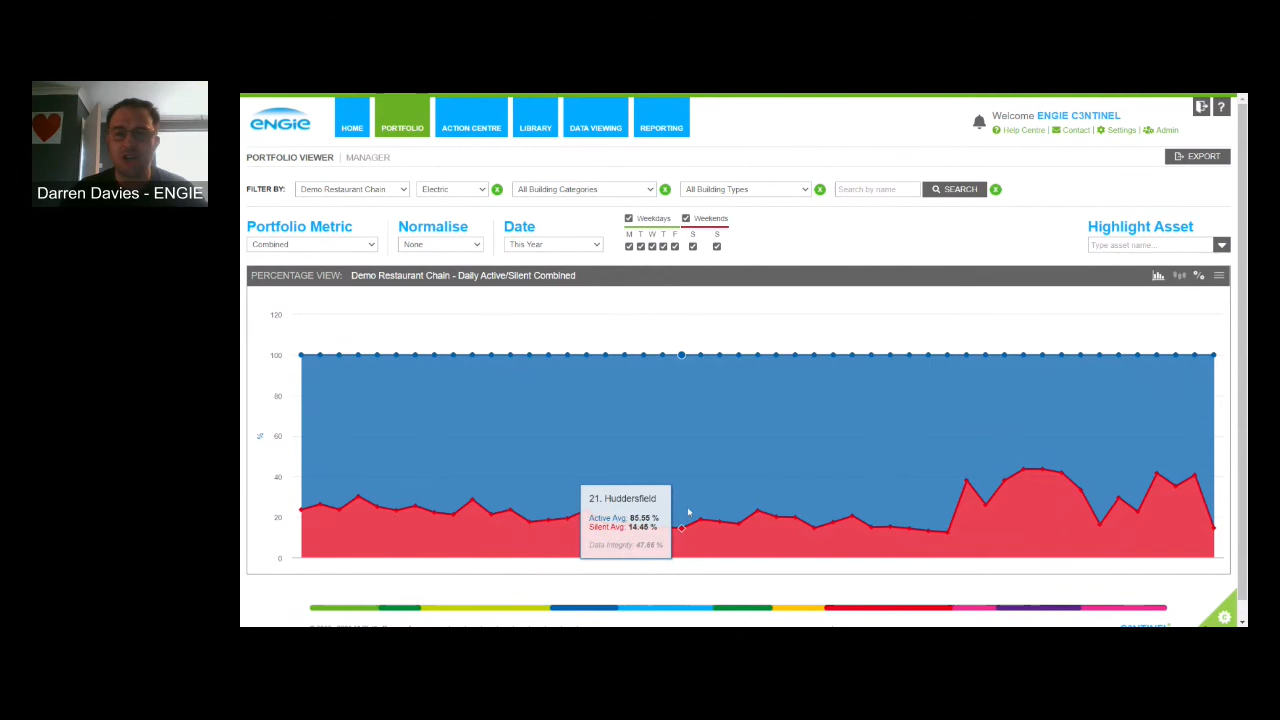 Darren Davies - ENGIE
ENGIE
HOME
PORTFOLIO
ACTION CENTRE
LIBRARY
DATA VIEWING
REPORTING
Welcome ENGIE C3NTINEL
Help Centre | Contact | Settings | Admin
?
PORTFOLIO VIEWER | MANAGER
EXPORT
FILTER BY: Demo Restaurant Chain Electric x All Building Categories x All Building Types x Search by name SEARCH x
Portfolio Metric
Combined
Normalise
None
Date
This Year
Weekdays Weekends
M T W T F S S
Highlight Asset
Type asset name...
PERCENTAGE VIEW: Demo Restaurant Chain - Daily Active/Silent Combined
%
120
100
80
60
40
20
0
%
21. Huddersfield
Active Avg: 85.55 %
Silent Avg: 14.45 %
Data Integrity: 47.66 %